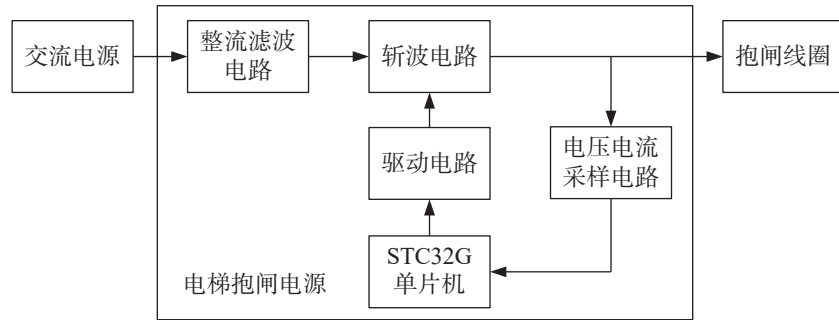 交流电源
整流滤波
电路
斩波电路
抱闸线圈
驱动电路
电压电流
采样电路
STC32G
单片机
电梯抱闸电源